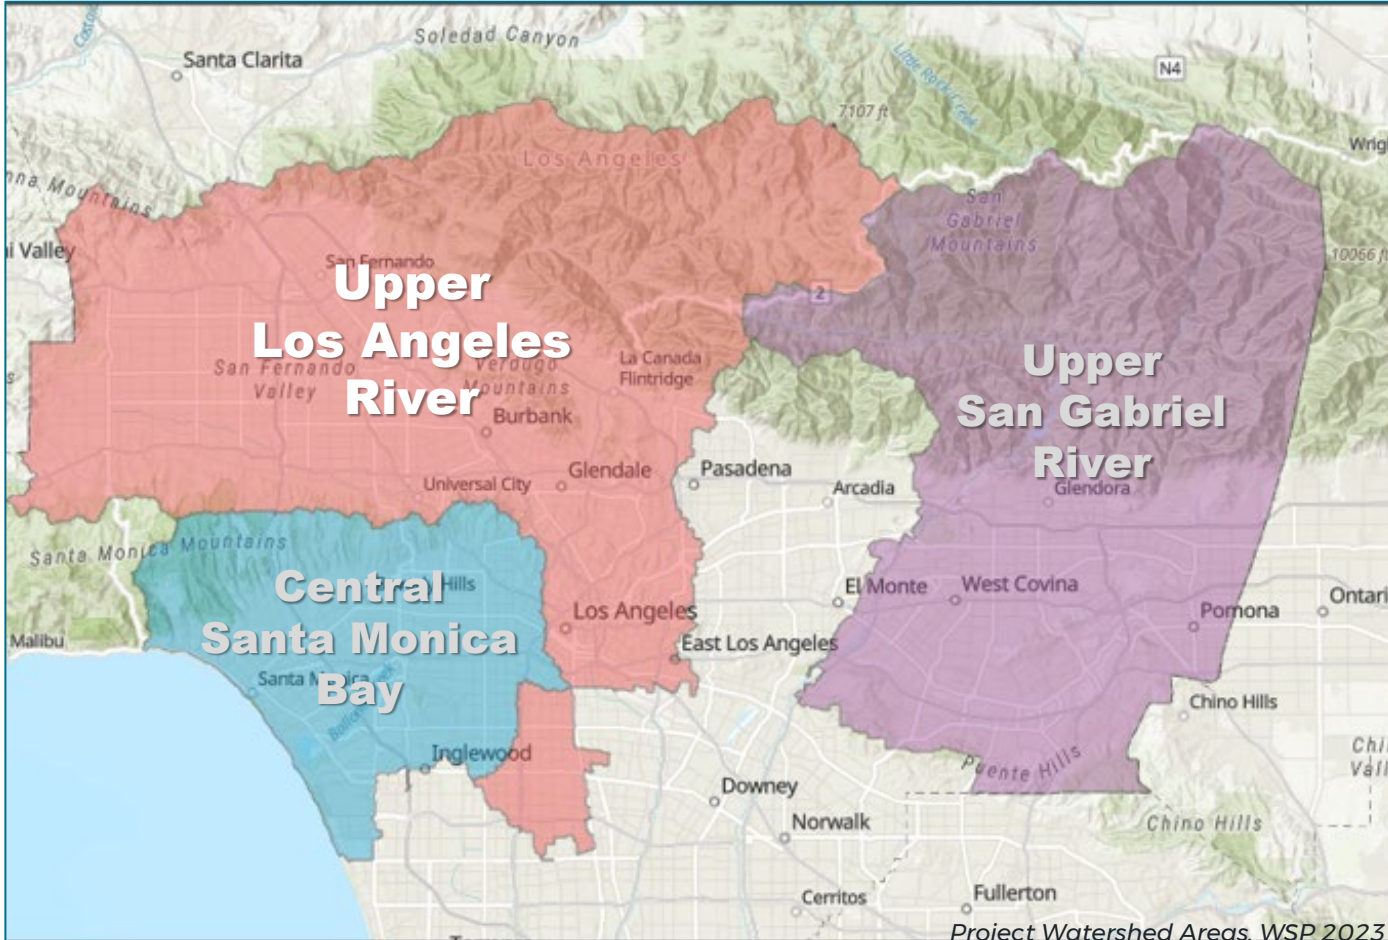 Soledad Canyon
Santa Clarita
Little Rock Creek
N4
7107 ft
Los Angeles
San
Gabriel
Mountains
10066 ft
Valley
San Fernando
Upper
Los Angeles
River
San Fernando
Valley
Verdugo
Mountains
2
La Canada
Flintridge
Burbank
Upper
San Gabriel
River
Universal City
Glendale
Pasadena
Arcadia
Glendora
Santa Monica Mountains
Central
Santa Monica
Bay
Hills
El Monte
West Covina
Los Angeles
Pomona
Malibu
East Los Angeles
Santa Monica
Chino Hills
Inglewood
Puente Hills
Downey
Norwalk
Chino Hills
Cerritos
Fullerton
Project Watershed Areas, WSP 2023